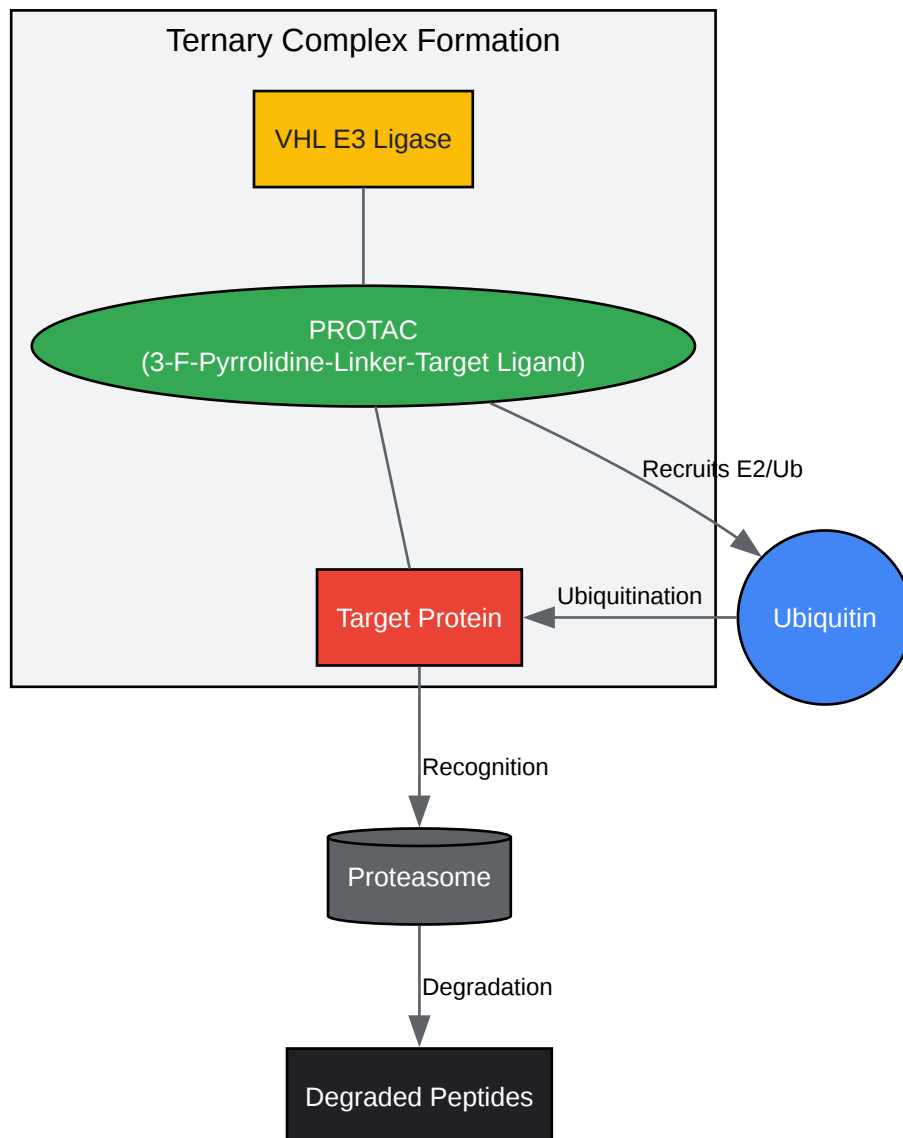 Ternary Complex Formation
VHL E3 Ligase
PROTAC
(3-F-Pyrrolidine-Linker-Target Ligand)
Recruits E2/Ub
Ubiquitination
Target Protein
Ubiquitin
Recognition
Proteasome
Degradation
Degraded Peptides